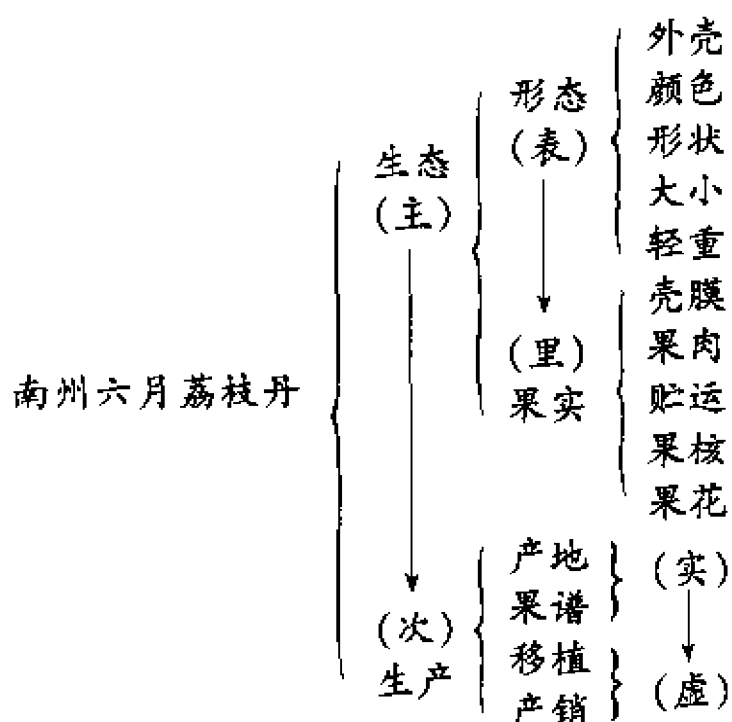 南州六月荔枝丹
生态
(主)
(次)
生产
形态
(表)
(里)
果实
外壳
颜色
形状
大小
轻重
壳膜
果肉
贮运
果核
果花
产地
果谱
移植
产销
(实)
(虚)